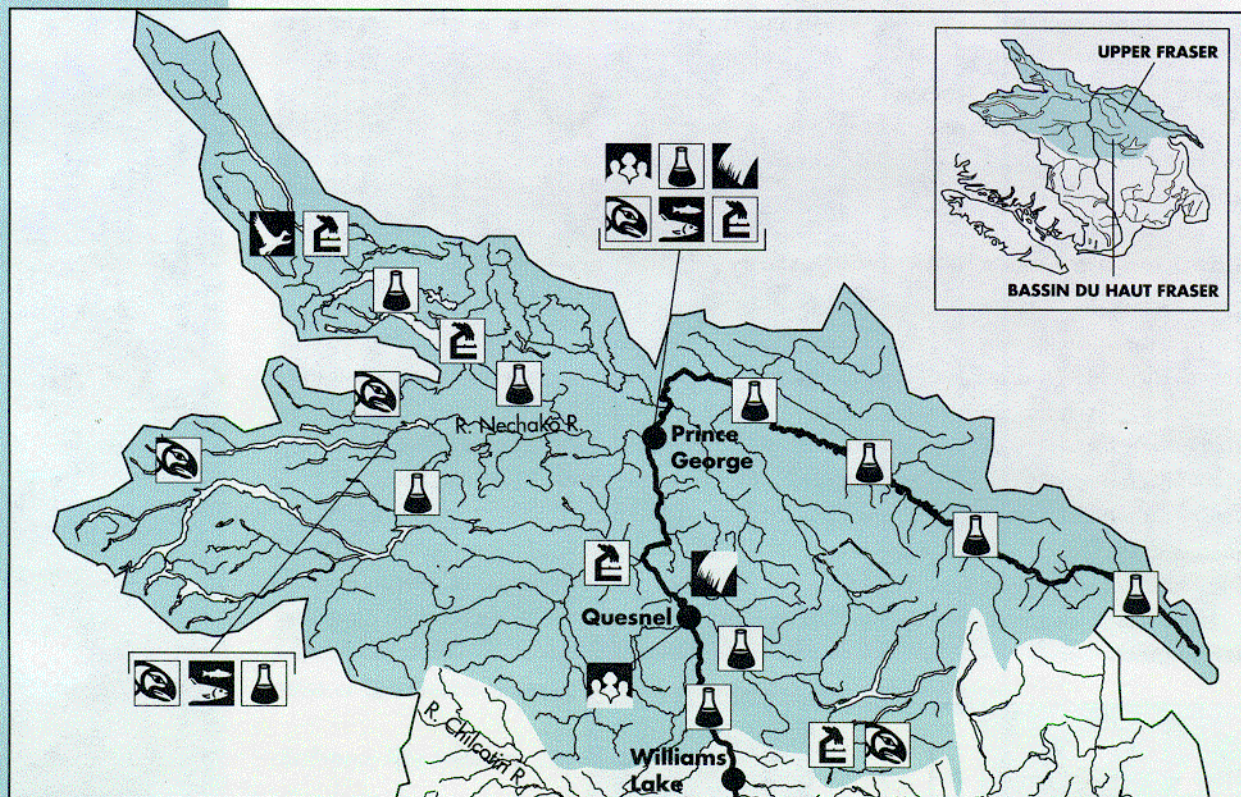 UPPER FRASER
BASSIN DU HAUT FRASER
R. Nechako R.
Prince
George
Quesnel
R. Chilcotin R.
Williams
Lake